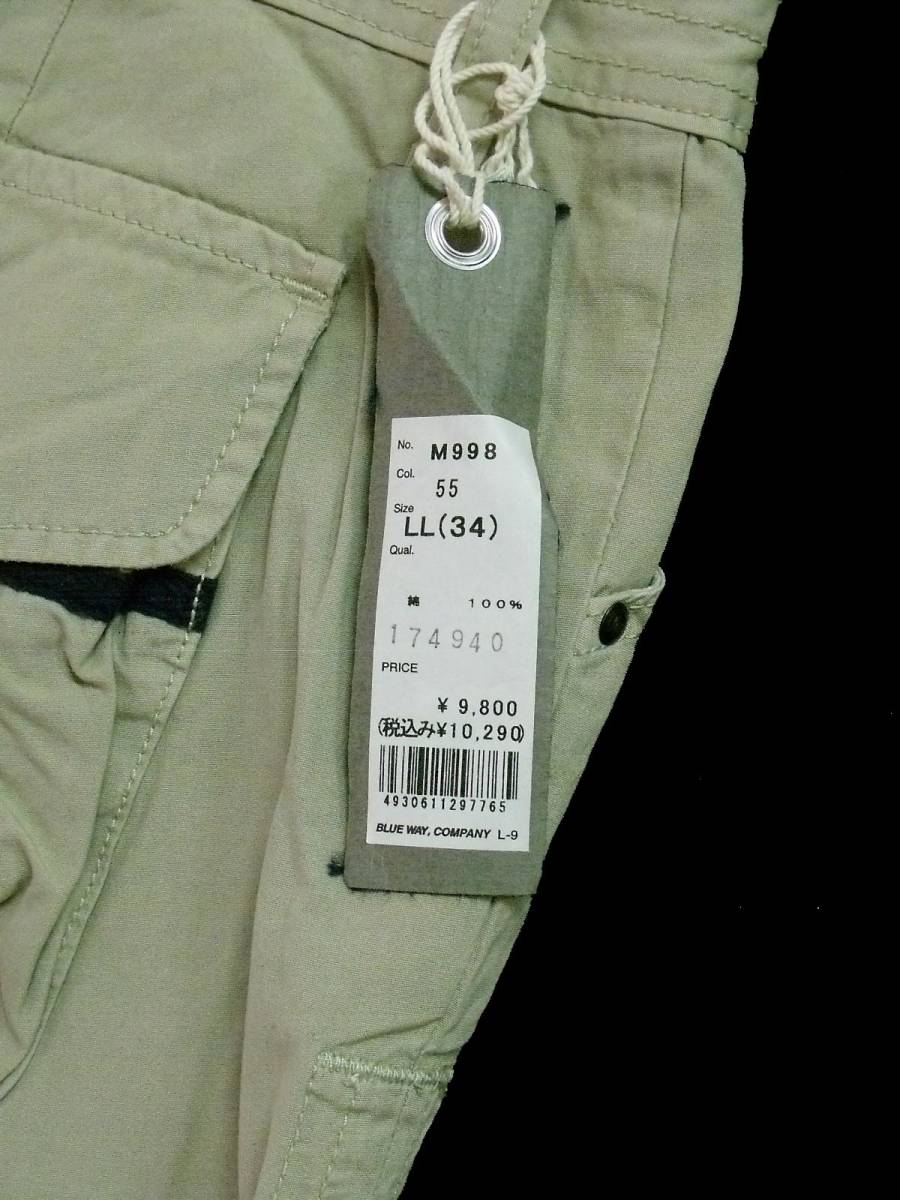 No. M998
Col. 55
Size LL(34)
Qual.
綿 100%
174940
PRICE
¥ 9,800
(税込み¥10,290)
4930611297765
BLUE WAY, COMPANY L-9